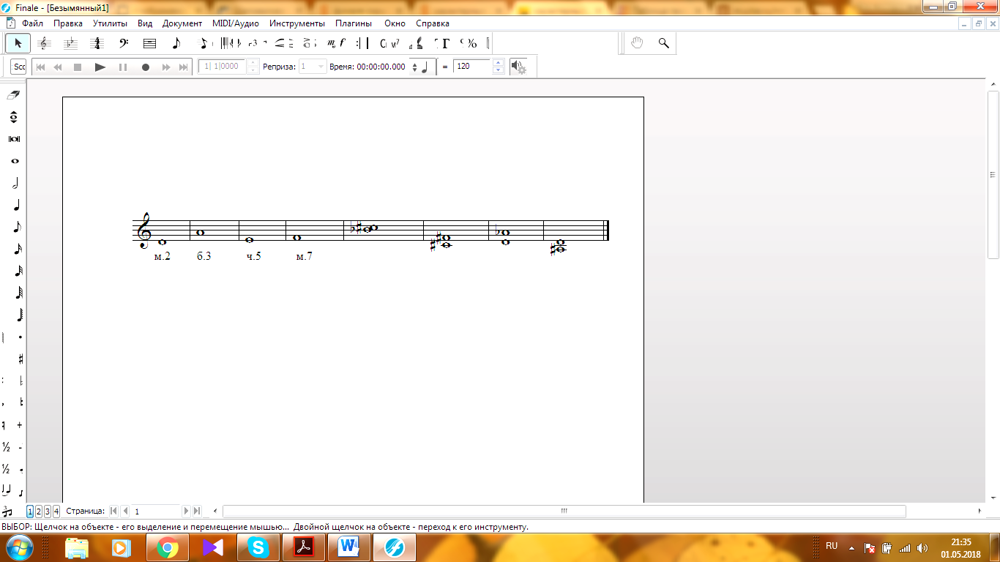 Finale - [Безымянный1]
Файл Правка Утилиты Вид Документ MIDI/Аудио Инструменты Плагины Окно Справка
Scc 1| 1|0000 Реприза: 1 Время: 00:00:00.000 = 120
м.2 б.3 ч.5 м.7
1 2 3 4 Страница: 1
ВЫБОР: Щелчок на объекте - его выделение и перемещение мышью... Двойной щелчок на объекте - переход к его инструменту.
RU 21:35
01.05.2018